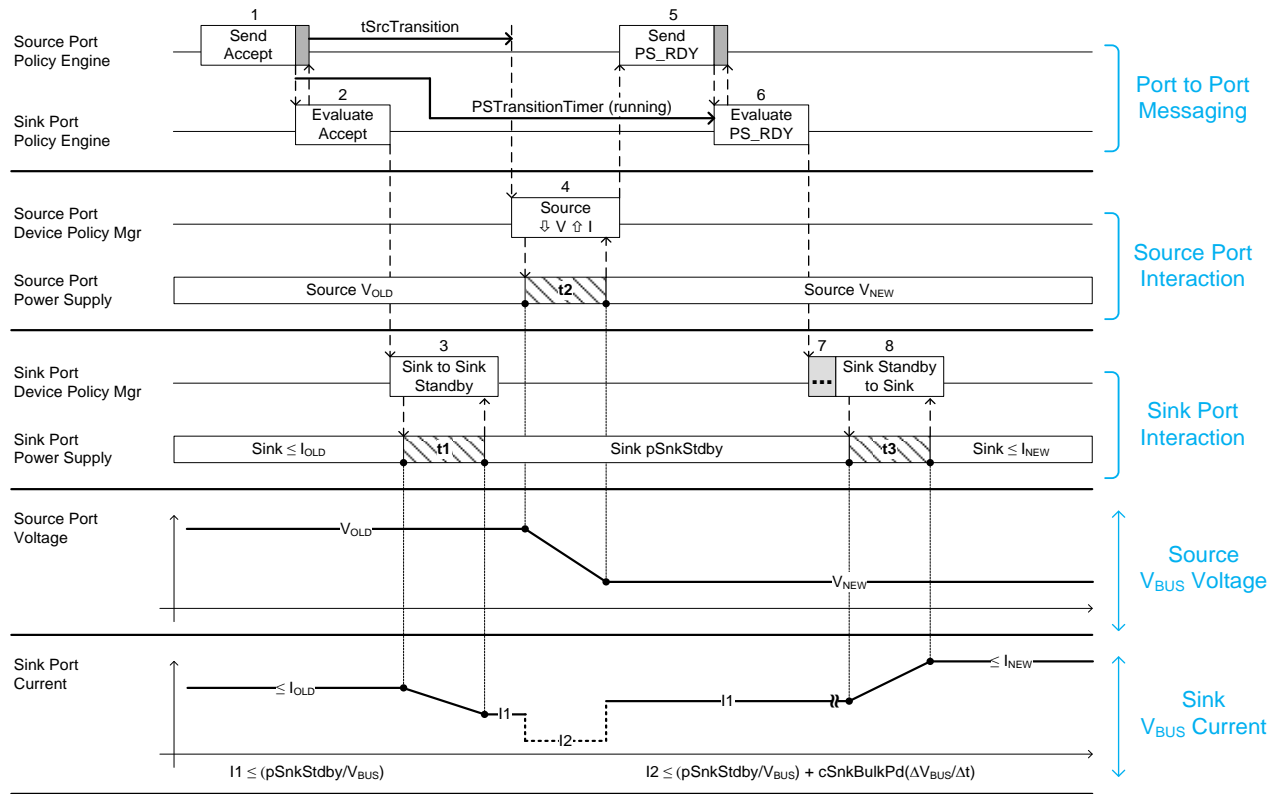 1
5
Source Port
Policy Engine
Send
Accept
tSrcTransition
Send
PS_RDY
2
PSTransitionTimer (running)
6
Sink Port
Policy Engine
Evaluate
Accept
Evaluate
PS_RDY
Port to Port
Messaging
4
Source Port
Device Policy Mgr
Source
⇩ V ⇧ I
Source Port
Power Supply
Source VOLD
t2
Source VNEW
Source Port
Interaction
3
7
8
Sink Port
Device Policy Mgr
Sink to Sink
Standby
...
Sink Standby
to Sink
Sink Port
Power Supply
Sink ≤ IOLD
t1
Sink pSnkStdby
t3
Sink ≤ INEW
Sink Port
Interaction
Source Port
Voltage
VOLD
VNEW
Source
VBUS Voltage
Sink Port
Current
≤ IOLD
I1
I2
I1
≤ INEW
Sink
VBUS Current
I1 ≤ (pSnkStdby/VBUS)
I2 ≤ (pSnkStdby/VBUS) + cSnkBulkPd(ΔVBUS/Δt)